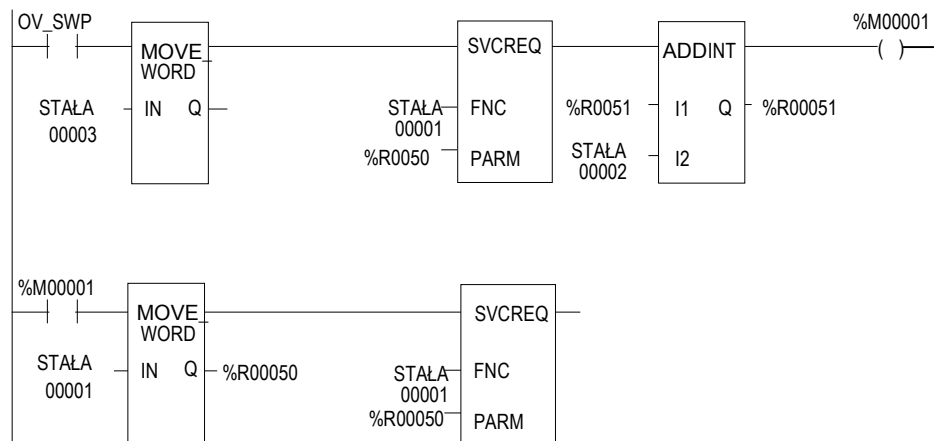 OV_SWP
%M00001
MOVE_
WORD
SVCREQ
ADDINT
STAŁA
00003
IN Q
STAŁA
00001
FNC
%R0051
I1 Q
%R00051
%R0050
PARM
STAŁA
00002
I2
%M00001
MOVE_
WORD
SVCREQ
STAŁA
00001
IN Q
%R00050
STAŁA
00001
FNC
%R00050
PARM